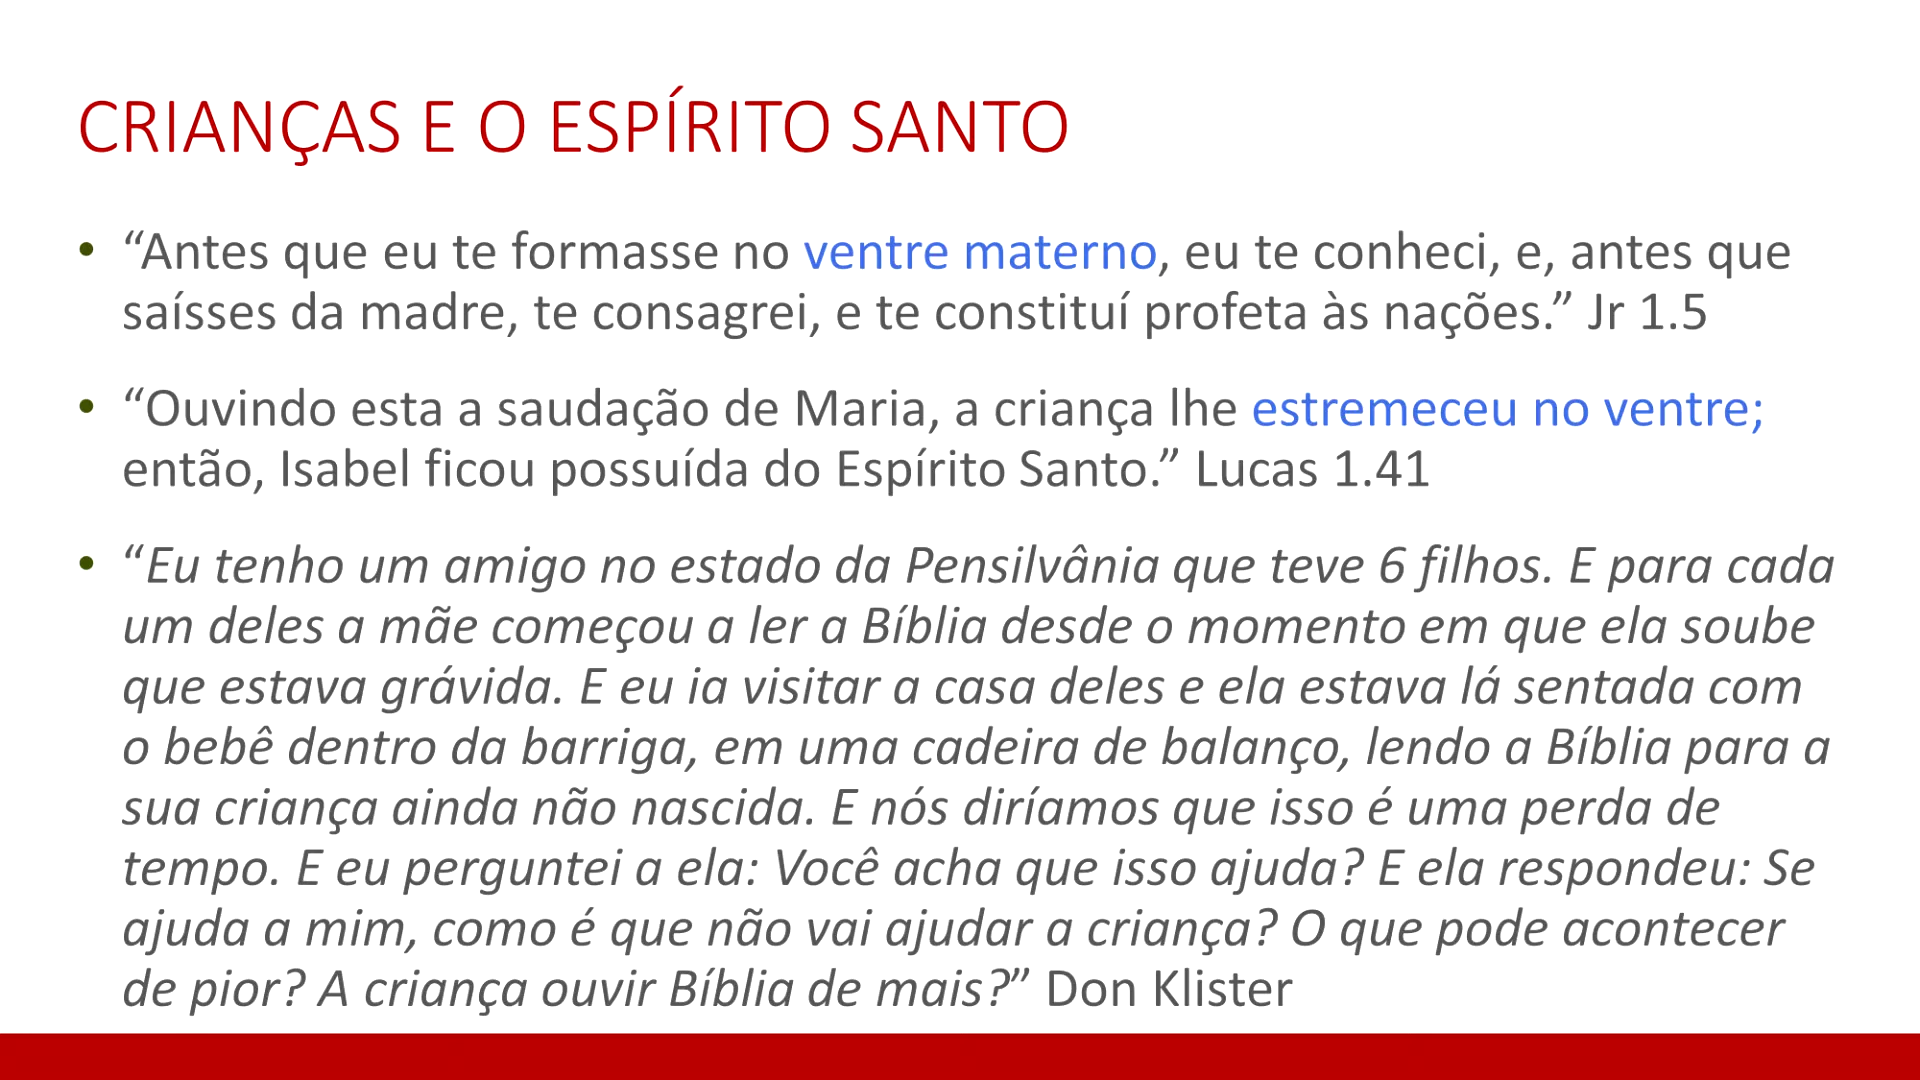 CRIANÇAS E O ESPÍRITO SANTO
• “Antes que eu te formasse no ventre materno, eu te conheci, e, antes que
saísses da madre, te consagrei, e te constituí profeta às nações.” Jr 1.5
• “Ouvindo esta a saudação de Maria, a criança lhe estremeceu no ventre;
então, Isabel ficou possuída do Espírito Santo.” Lucas 1.41
• “Eu tenho um amigo no estado da Pensilvânia que teve 6 filhos. E para cada
um deles a mãe começou a ler a Bíblia desde o momento em que ela soube
que estava grávida. E eu ia visitar a casa deles e ela estava lá sentada com
o bebê dentro da barriga, em uma cadeira de balanço, lendo a Bíblia para a
sua criança ainda não nascida. E nós diríamos que isso é uma perda de
tempo. E eu perguntei a ela: Você acha que isso ajuda? E ela respondeu: Se
ajuda a mim, como é que não vai ajudar a criança? O que pode acontecer
de pior? A criança ouvir Bíblia de mais?” Don Klister